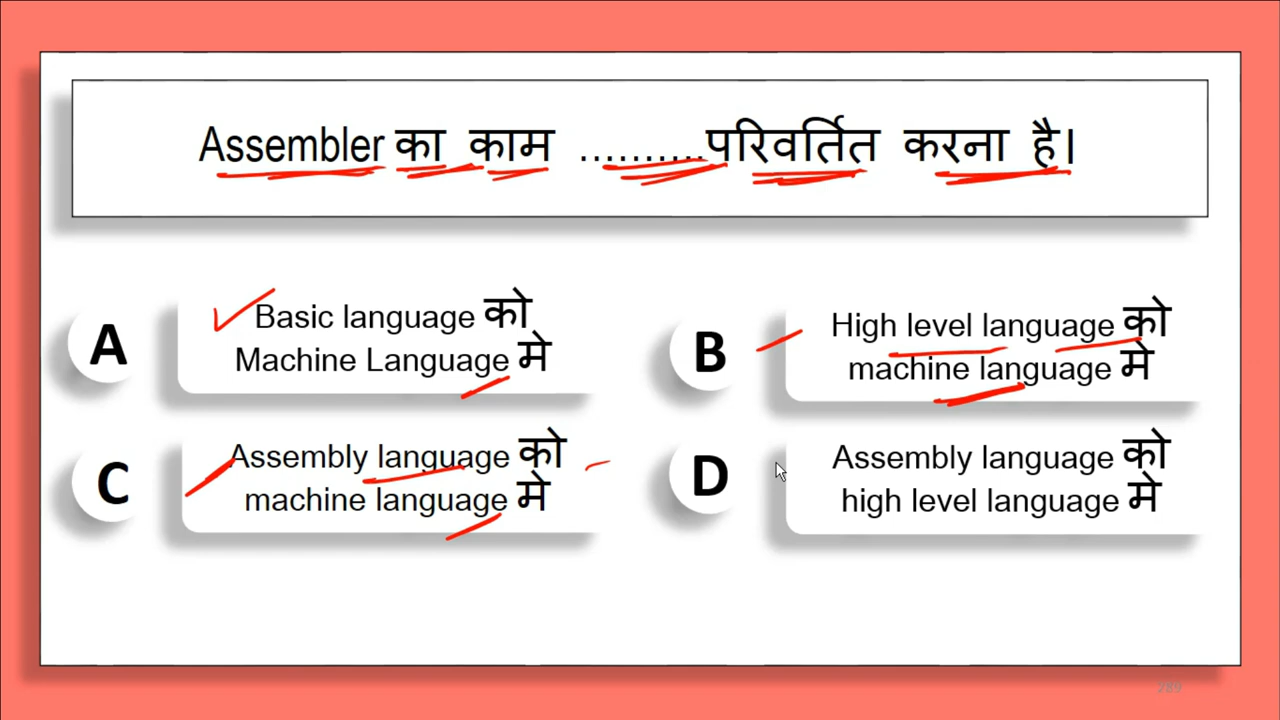 Assembler का काम ..........परिवर्तित करना है।
A
Basic language को
Machine Language मे
B
High level language को
machine language मे
C
Assembly language को
machine language मे
D
Assembly language को
high level language मे
289